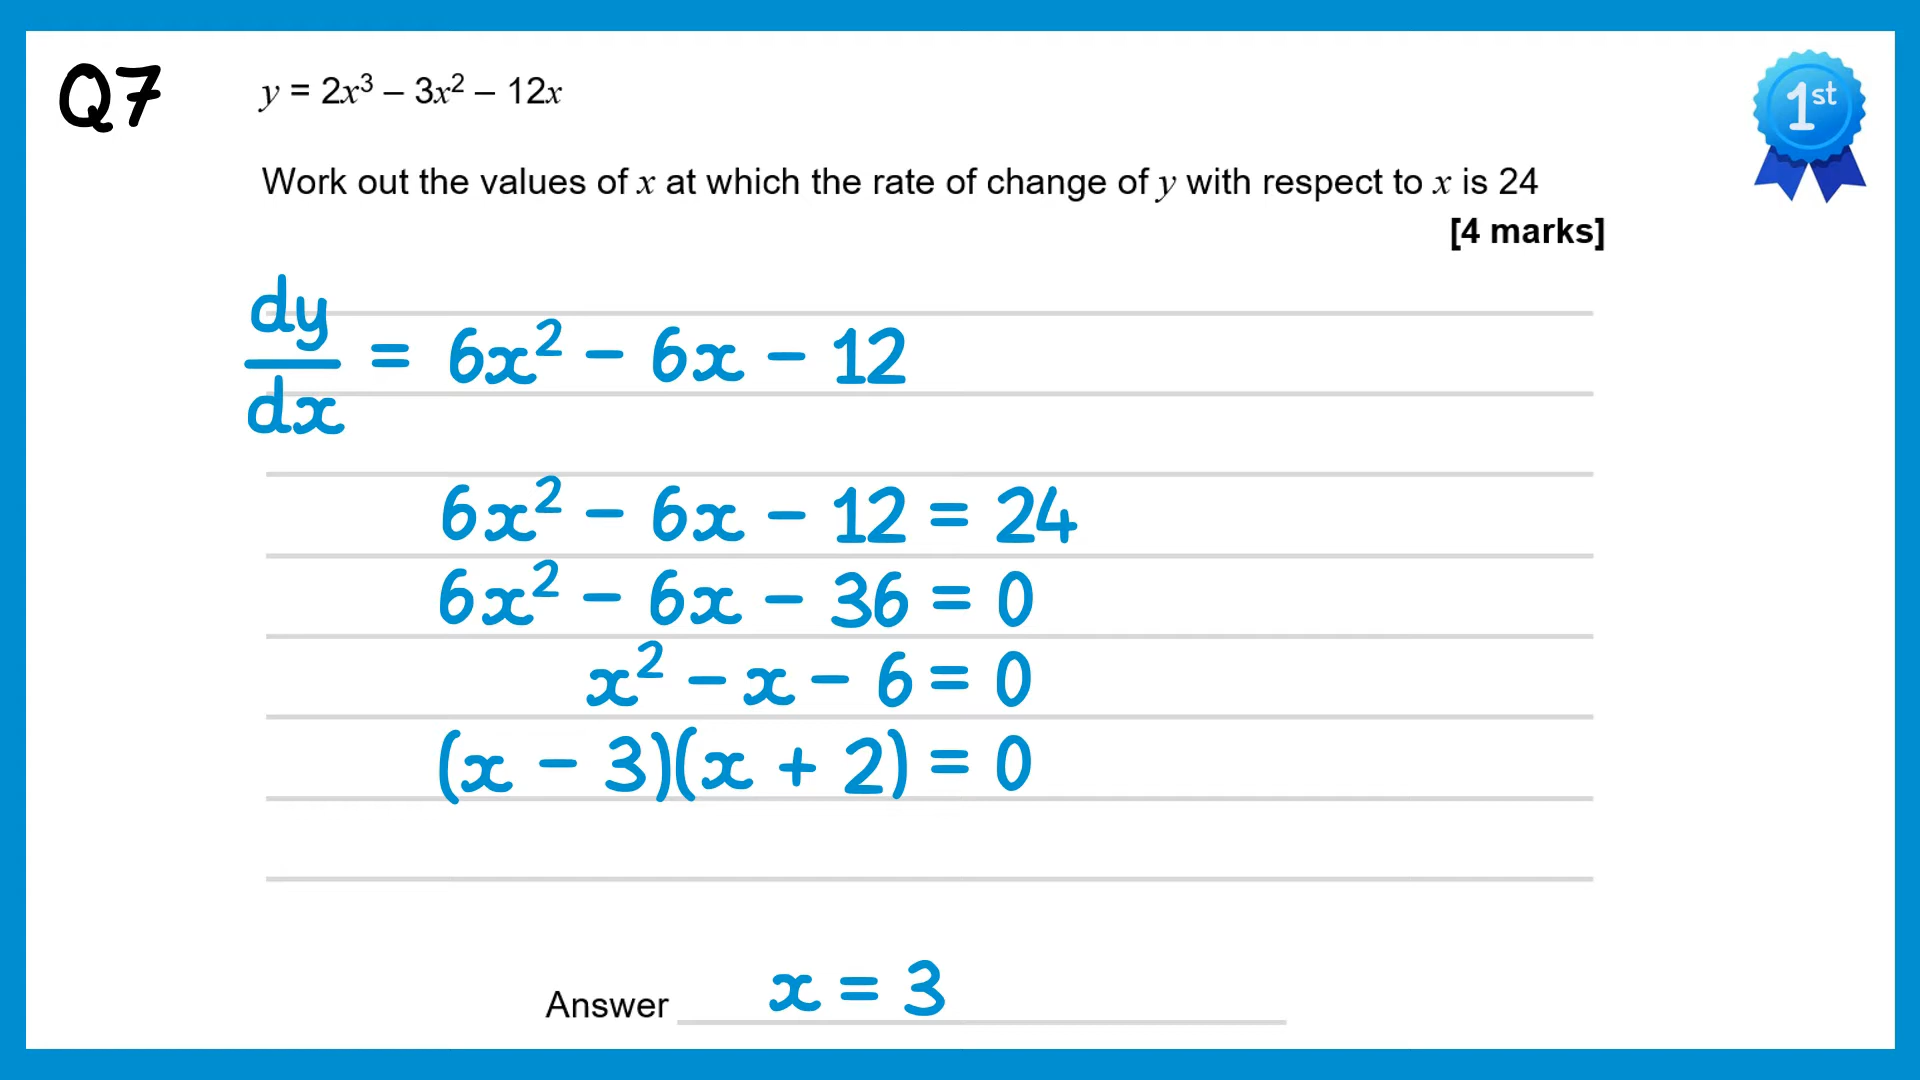 Q7
y = 2x³ – 3x² – 12x
1st
Work out the values of x at which the rate of change of y with respect to x is 24
[4 marks]
dy/dx = 6x² – 6x – 12
6x² – 6x – 12 = 24
6x² – 6x – 36 = 0
x² – x – 6 = 0
(x – 3)(x + 2) = 0
Answer x = 3